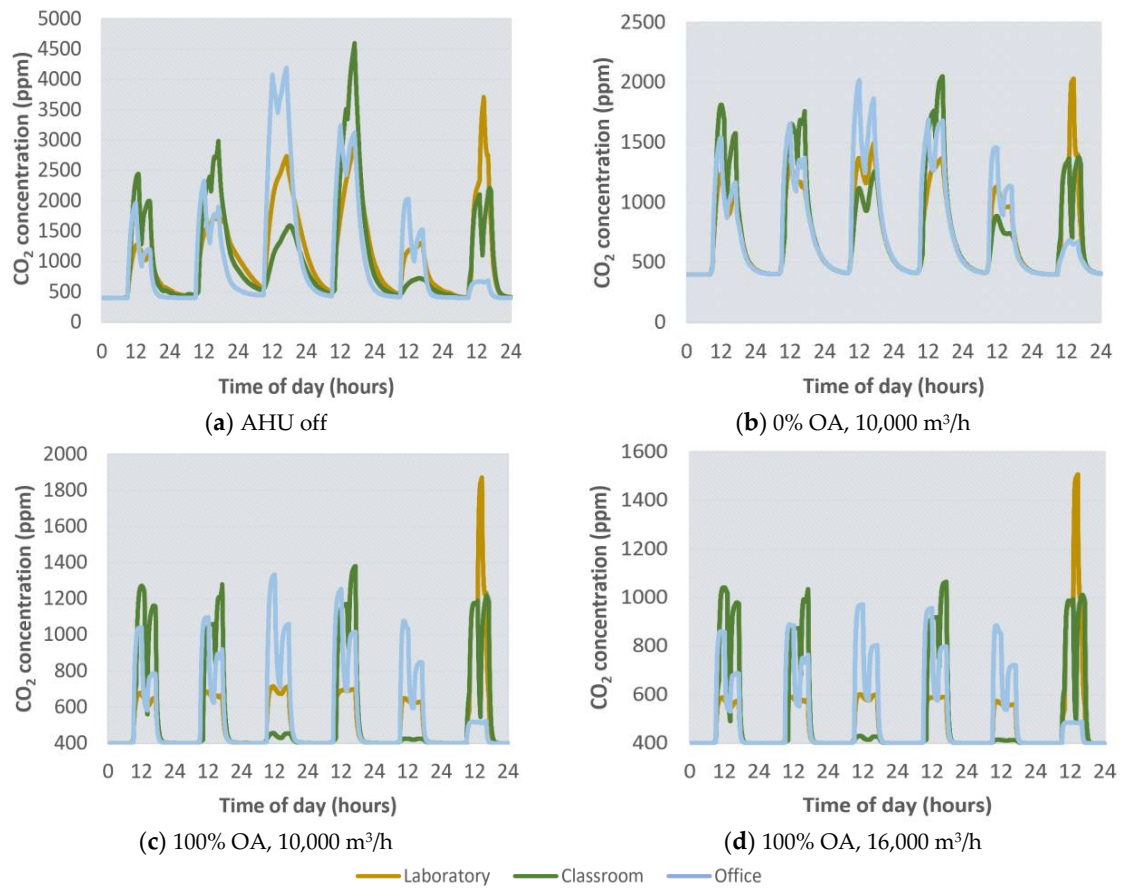 5000
4500
4000
3500
3000
2500
2000
1500
1000
500
0
CO2 concentration (ppm)
0 12 24 12 24 12 24 12 24 12 24 12 24
Time of day (hours)
(a) AHU off
2500
2000
1500
1000
500
0
CO2 concentration (ppm)
0 12 24 12 24 12 24 12 24 12 24 12 24
Time of day (hours)
(b) 0% OA, 10,000 m³/h
2000
1800
1600
1400
1200
1000
800
600
400
CO2 concentration (ppm)
0 12 24 12 24 12 24 12 24 12 24 12 24
Time of day (hours)
(c) 100% OA, 10,000 m³/h
1600
1400
1200
1000
800
600
400
CO2 concentration (ppm)
0 12 24 12 24 12 24 12 24 12 24 12 24
Time of day (hours)
(d) 100% OA, 16,000 m³/h
Laboratory Classroom Office